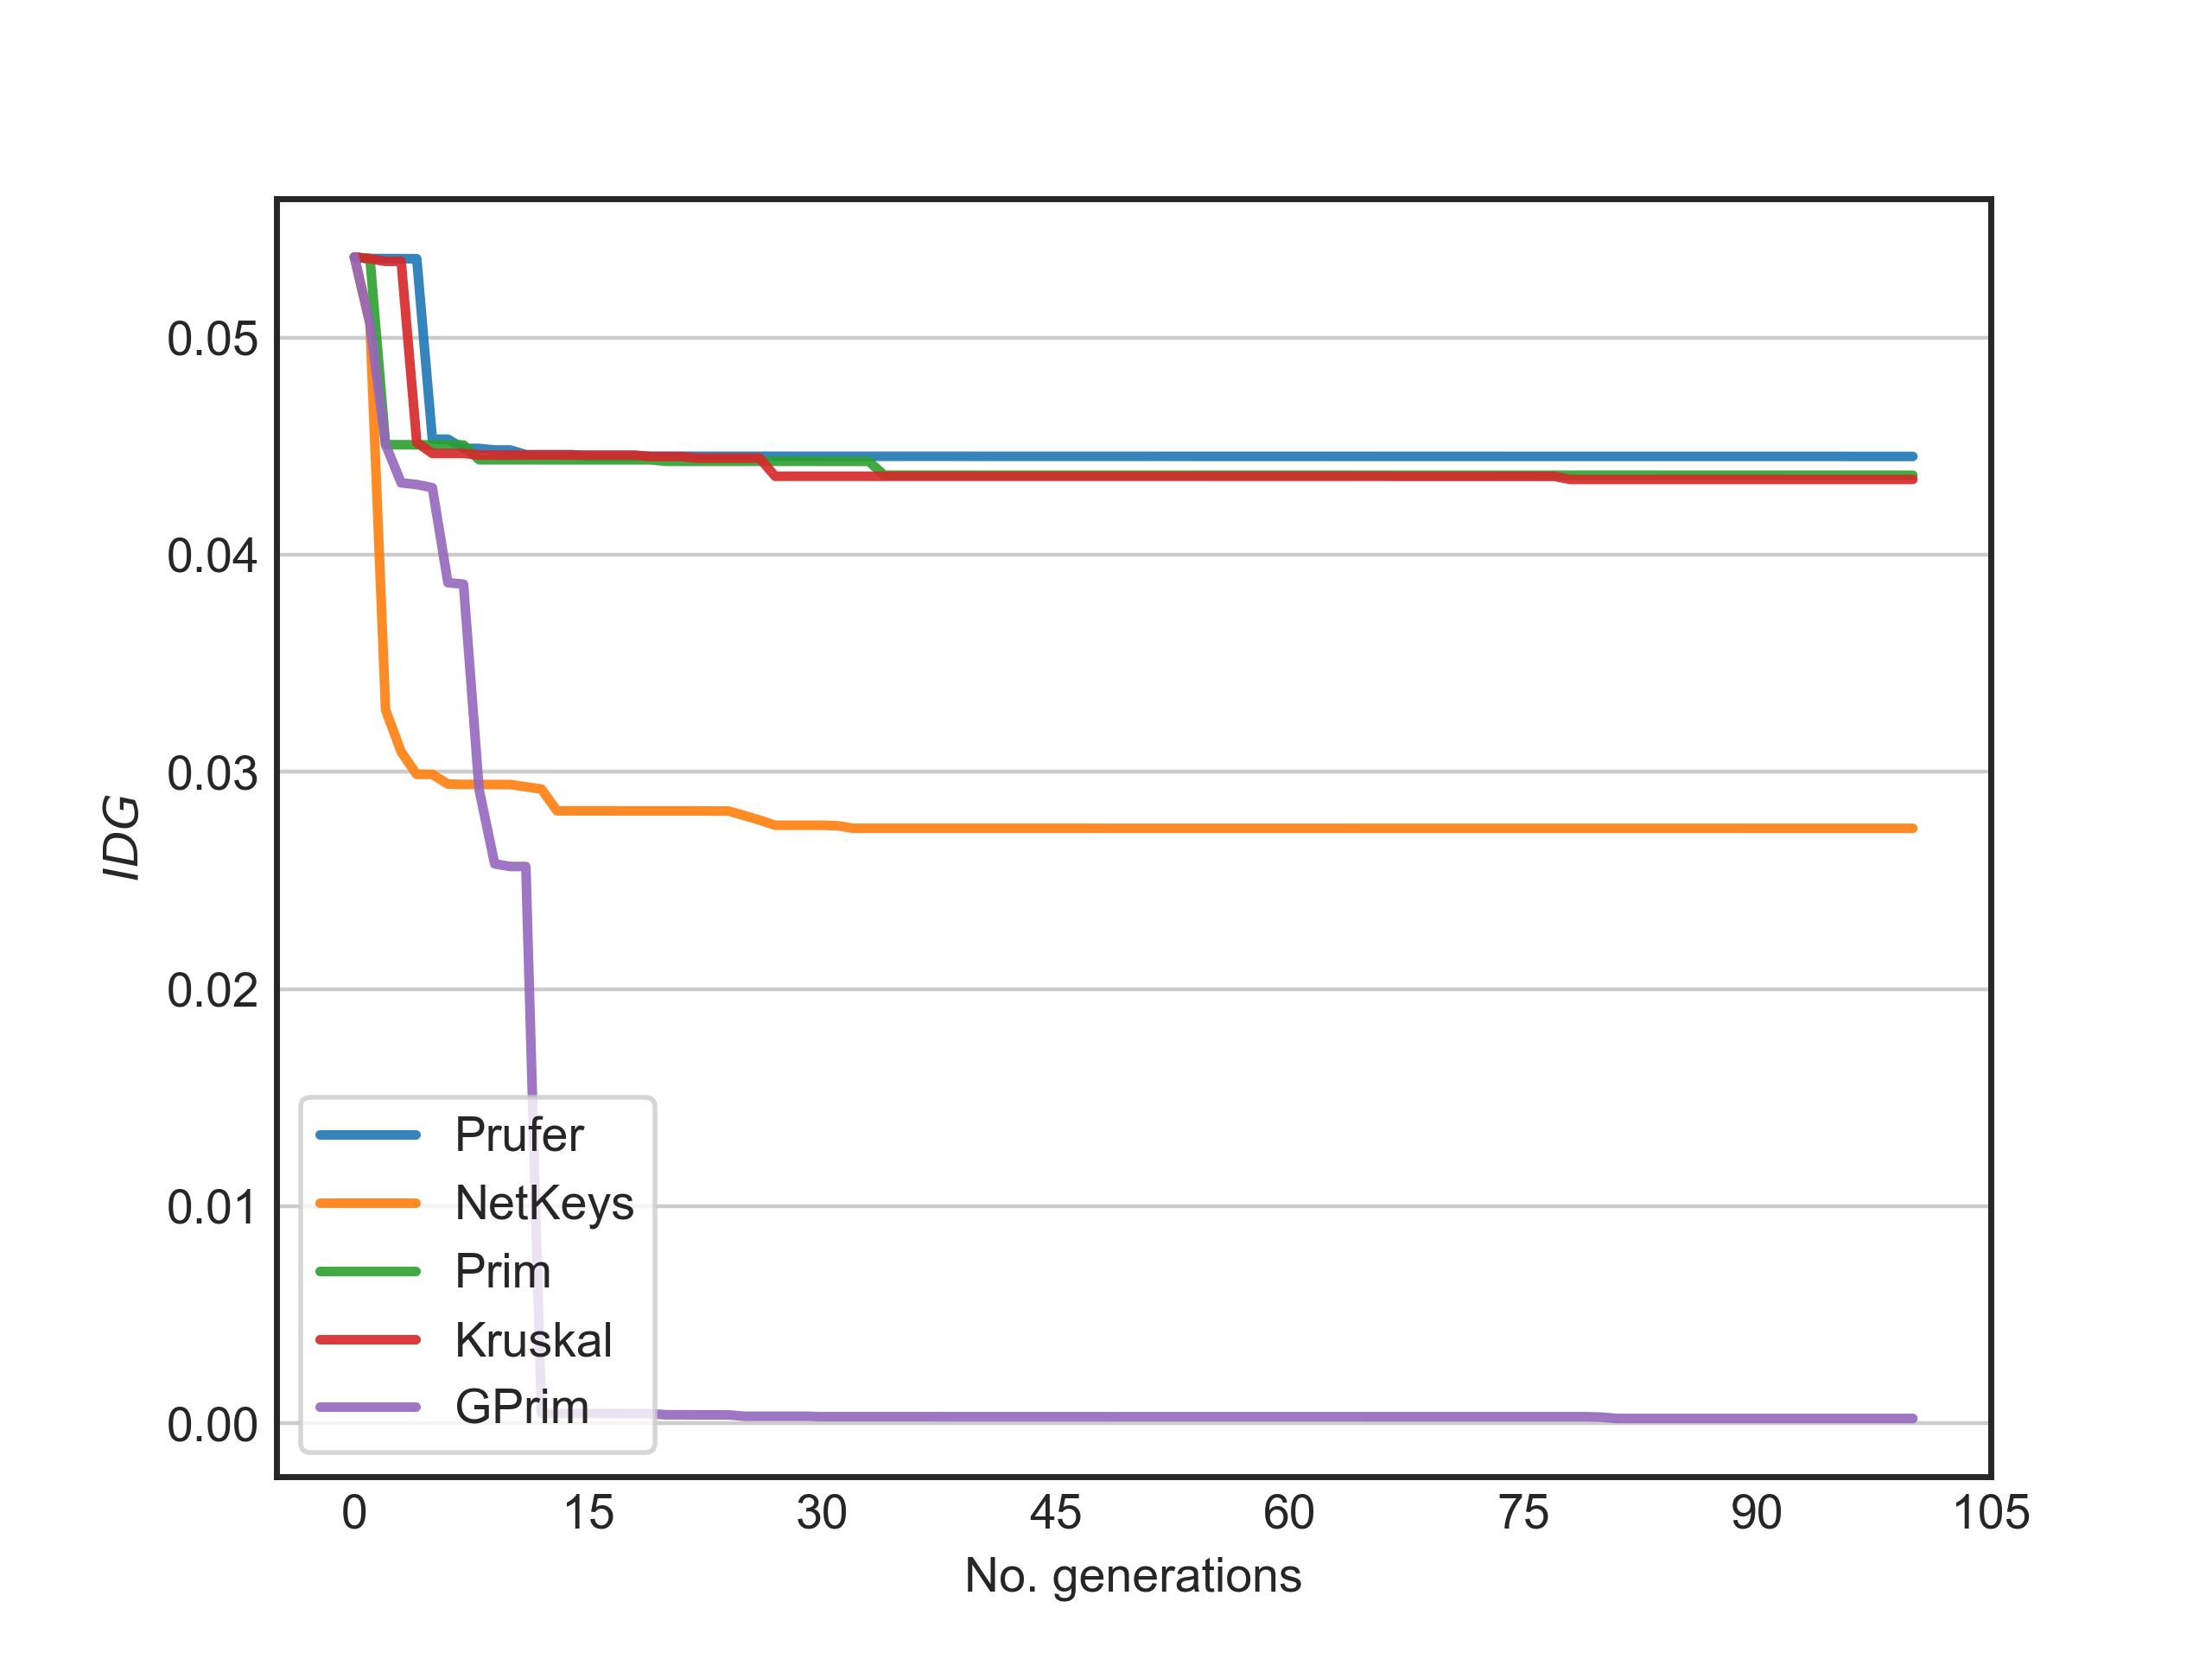 0.05
0.04
0.03
0.02
0.01
0.00
IDG
Prufer
NetKeys
Prim
Kruskal
GPrim
0 15 30 45 60 75 90 105
No. generations